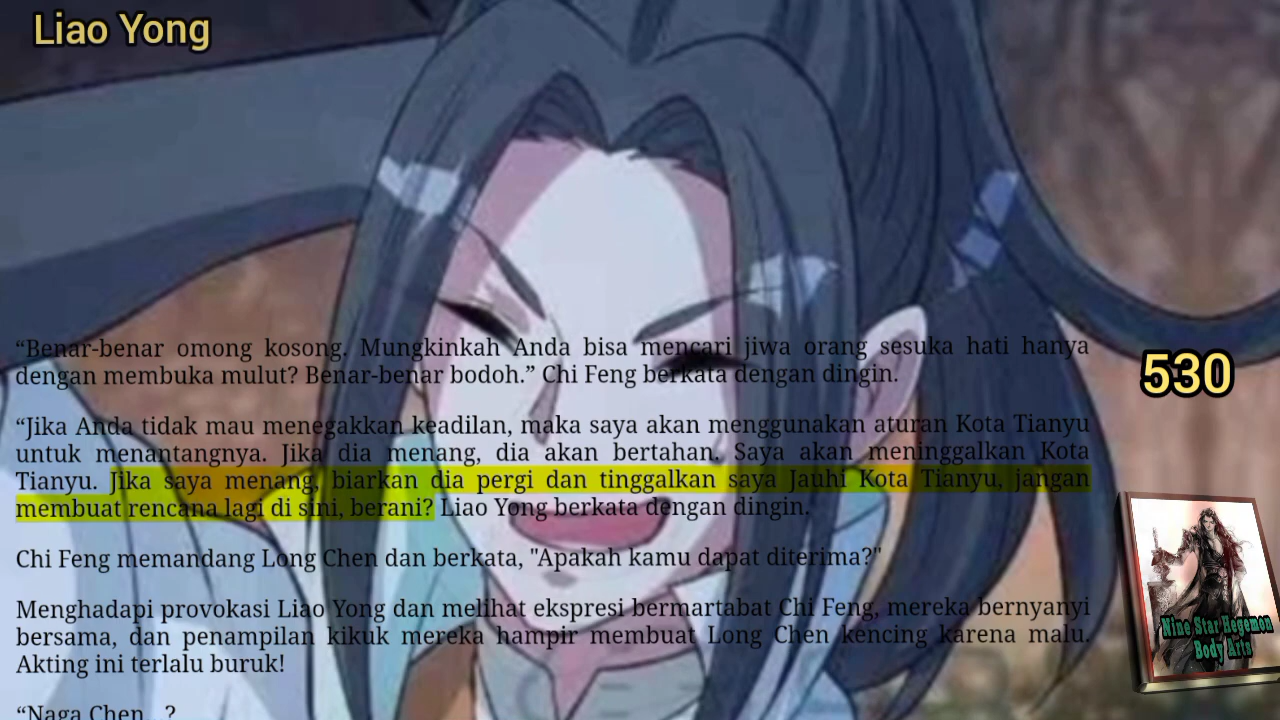 Liao Yong
“Benar-benar omong kosong. Mungkinkah Anda bisa mencari jiwa orang sesuka hati hanya
dengan membuka mulut? Benar-benar bodoh.” Chi Feng berkata dengan dingin.
530
“Jika Anda tidak mau menegakkan keadilan, maka saya akan menggunakan aturan Kota Tianyu
untuk menantangnya. Jika dia menang, dia akan bertahan. Saya akan meninggalkan Kota
Tianyu. Jika saya menang, biarkan dia pergi dan tinggalkan saya Jauhi Kota Tianyu, jangan
membuat rencana lagi di sini, berani? Liao Yong berkata dengan dingin.
Chi Feng memandang Long Chen dan berkata, "Apakah kamu dapat diterima?"
Menghadapi provokasi Liao Yong dan melihat ekspresi bermartabat Chi Feng, mereka bernyanyi
bersama, dan penampilan kikuk mereka hampir membuat Long Chen kencing karena malu.
Akting ini terlalu buruk!
Nine Star Hegemon
Body Arts
“Naga Chen...?